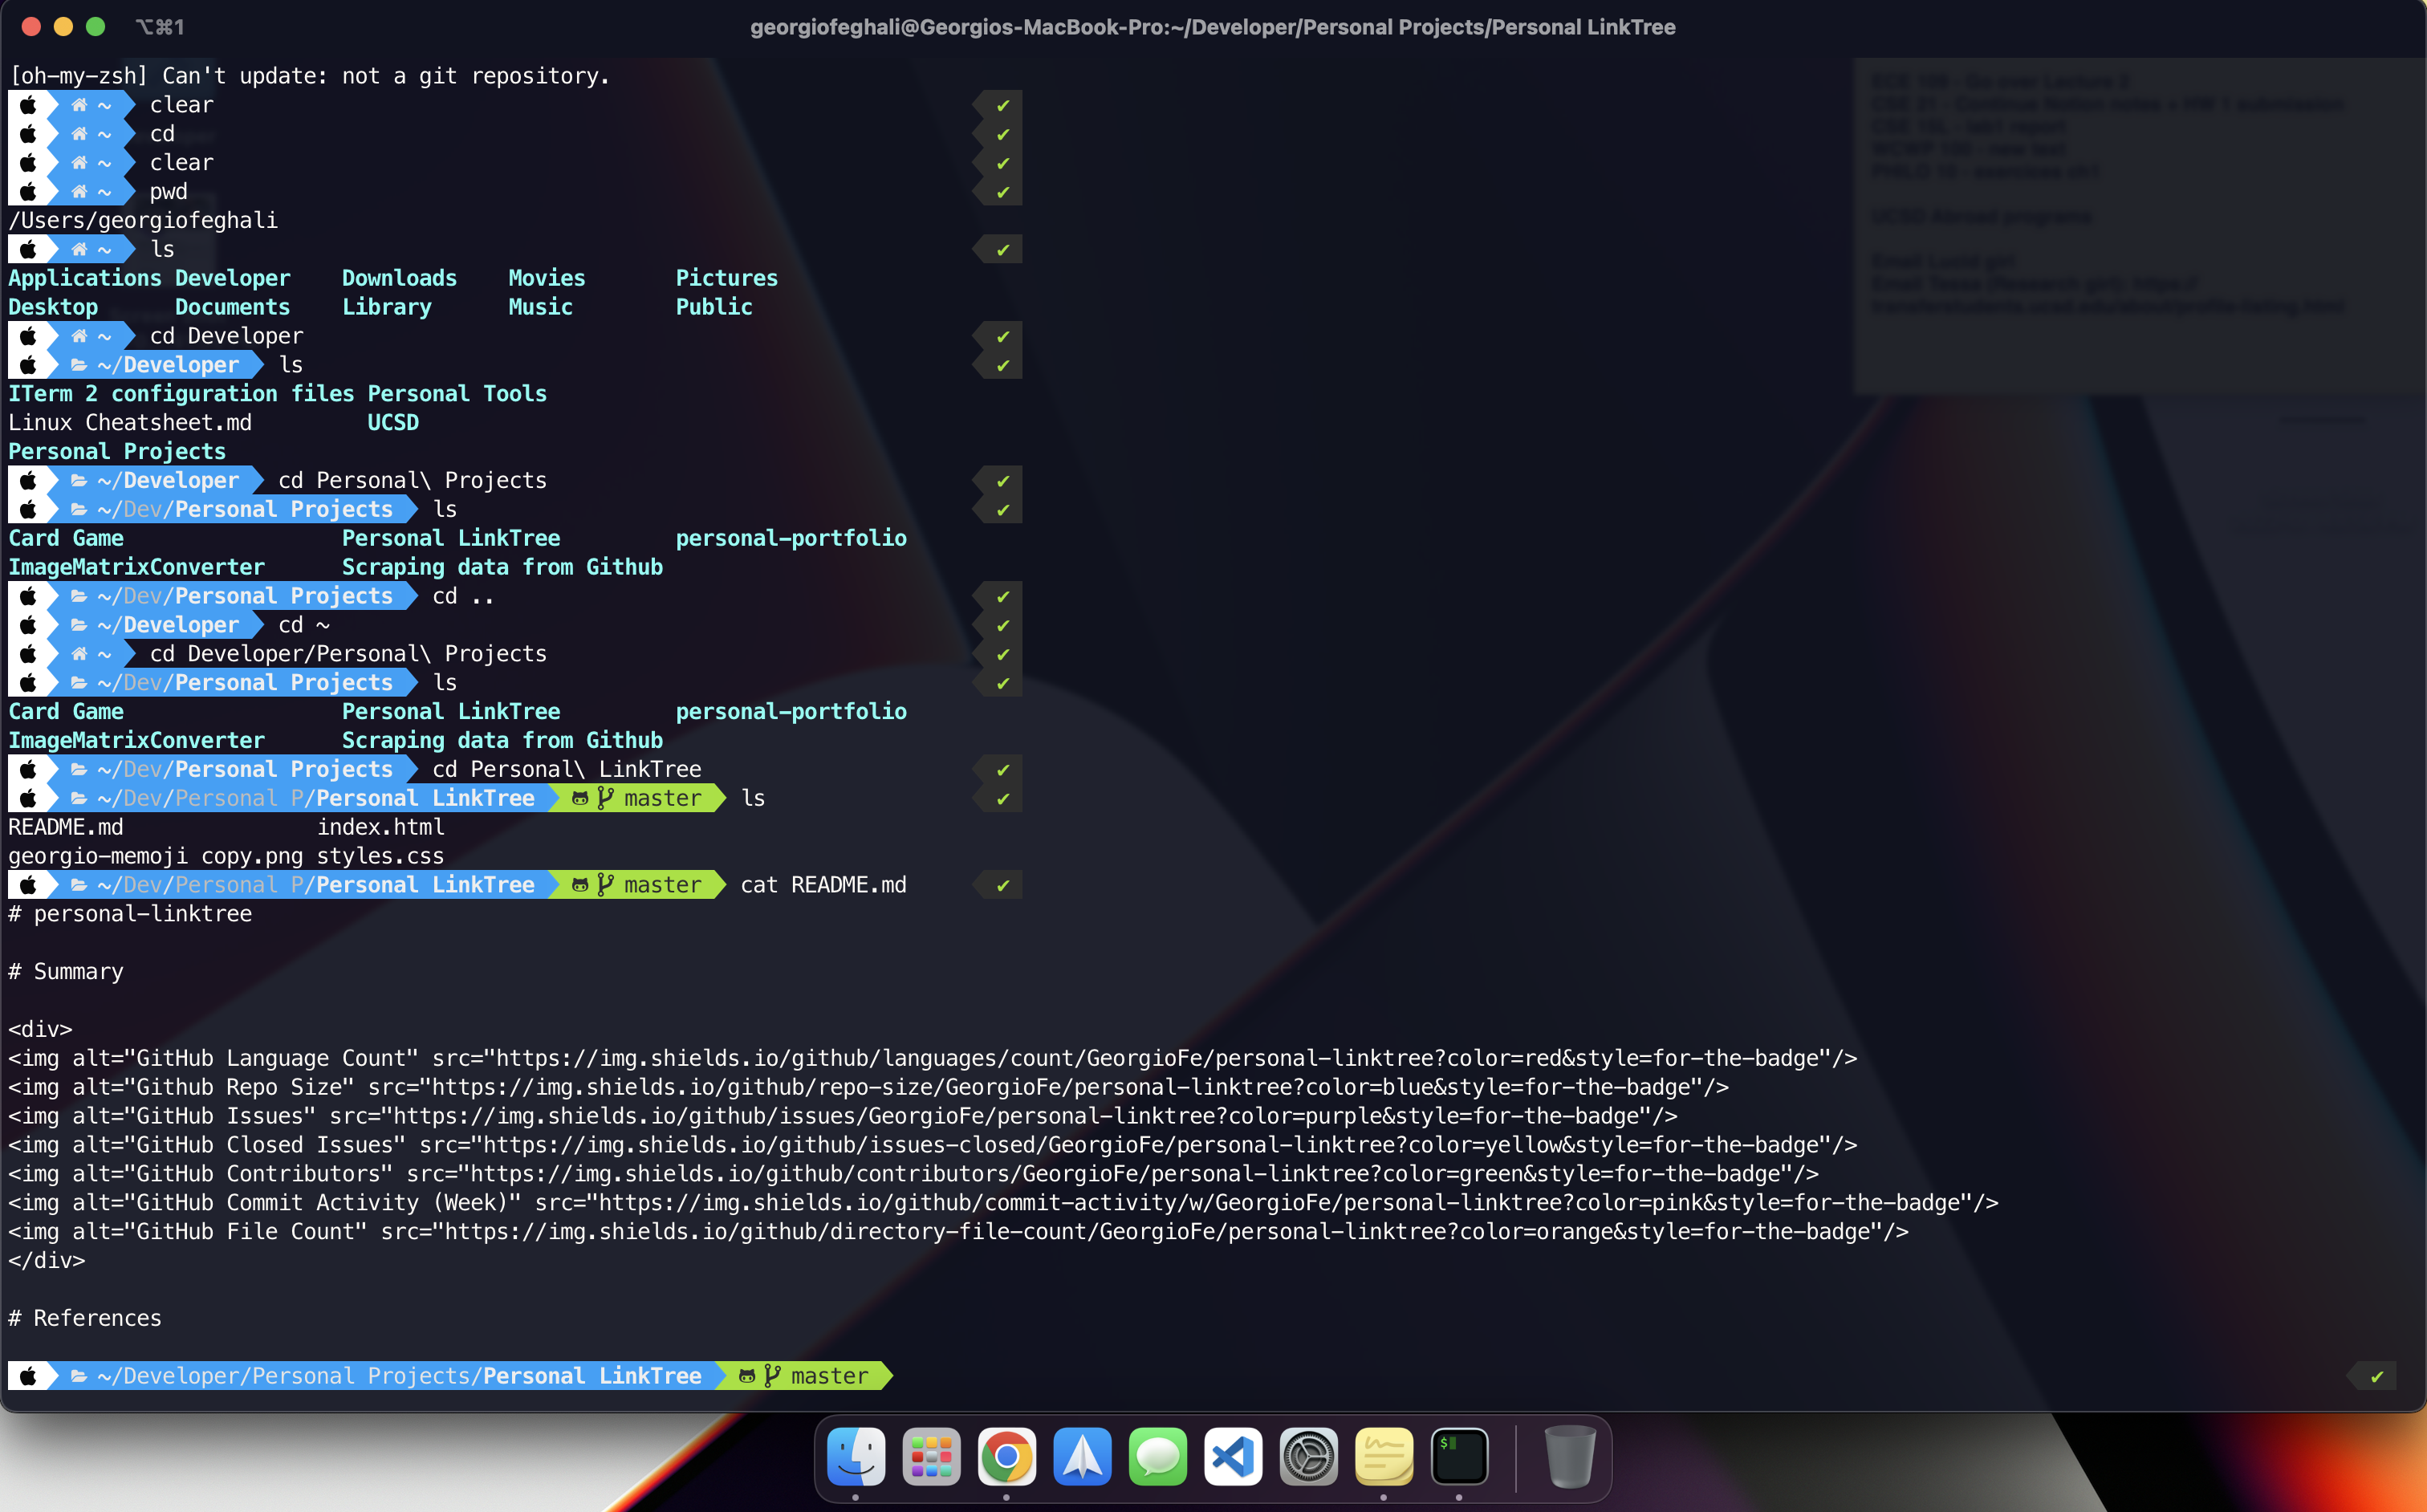 ⌥⌘1
georgiofeghali@Georgios-MacBook-Pro:~/Developer/Personal Projects/Personal LinkTree
[oh-my-zsh] Can't update: not a git repository.
~ clear ✔
~ cd ✔
~ clear ✔
~ pwd ✔
/Users/georgiofeghali
~ ls ✔
Applications Developer Downloads Movies Pictures
Desktop Documents Library Music Public
~ cd Developer ✔
~/Developer ls ✔
ITerm 2 configuration files Personal Tools
Linux Cheatsheet.md UCSD
Personal Projects
~/Developer cd Personal\ Projects ✔
~/Dev/Personal Projects ls ✔
Card Game Personal LinkTree personal-portfolio
ImageMatrixConverter Scraping data from Github
~/Dev/Personal Projects cd .. ✔
~/Developer cd ~ ✔
~ cd Developer/Personal\ Projects ✔
~/Dev/Personal Projects ls ✔
Card Game Personal LinkTree personal-portfolio
ImageMatrixConverter Scraping data from Github
~/Dev/Personal Projects cd Personal\ LinkTree ✔
~/Dev/Personal P/Personal LinkTree master ls ✔
README.md index.html
georgio-memoji copy.png styles.css
~/Dev/Personal P/Personal LinkTree master cat README.md ✔
# personal-linktree
# Summary
<div>
<img alt="GitHub Language Count" src="https://img.shields.io/github/languages/count/GeorgioFe/personal-linktree?color=red&style=for-the-badge"/>
<img alt="Github Repo Size" src="https://img.shields.io/github/repo-size/GeorgioFe/personal-linktree?color=blue&style=for-the-badge"/>
<img alt="GitHub Issues" src="https://img.shields.io/github/issues/GeorgioFe/personal-linktree?color=purple&style=for-the-badge"/>
<img alt="GitHub Closed Issues" src="https://img.shields.io/github/issues-closed/GeorgioFe/personal-linktree?color=yellow&style=for-the-badge"/>
<img alt="GitHub Contributors" src="https://img.shields.io/github/contributors/GeorgioFe/personal-linktree?color=green&style=for-the-badge"/>
<img alt="GitHub Commit Activity (Week)" src="https://img.shields.io/github/commit-activity/w/GeorgioFe/personal-linktree?color=pink&style=for-the-badge"/>
<img alt="GitHub File Count" src="https://img.shields.io/github/directory-file-count/GeorgioFe/personal-linktree?color=orange&style=for-the-badge"/>
</div>
# References
~/Developer/Personal Projects/Personal LinkTree master ✔